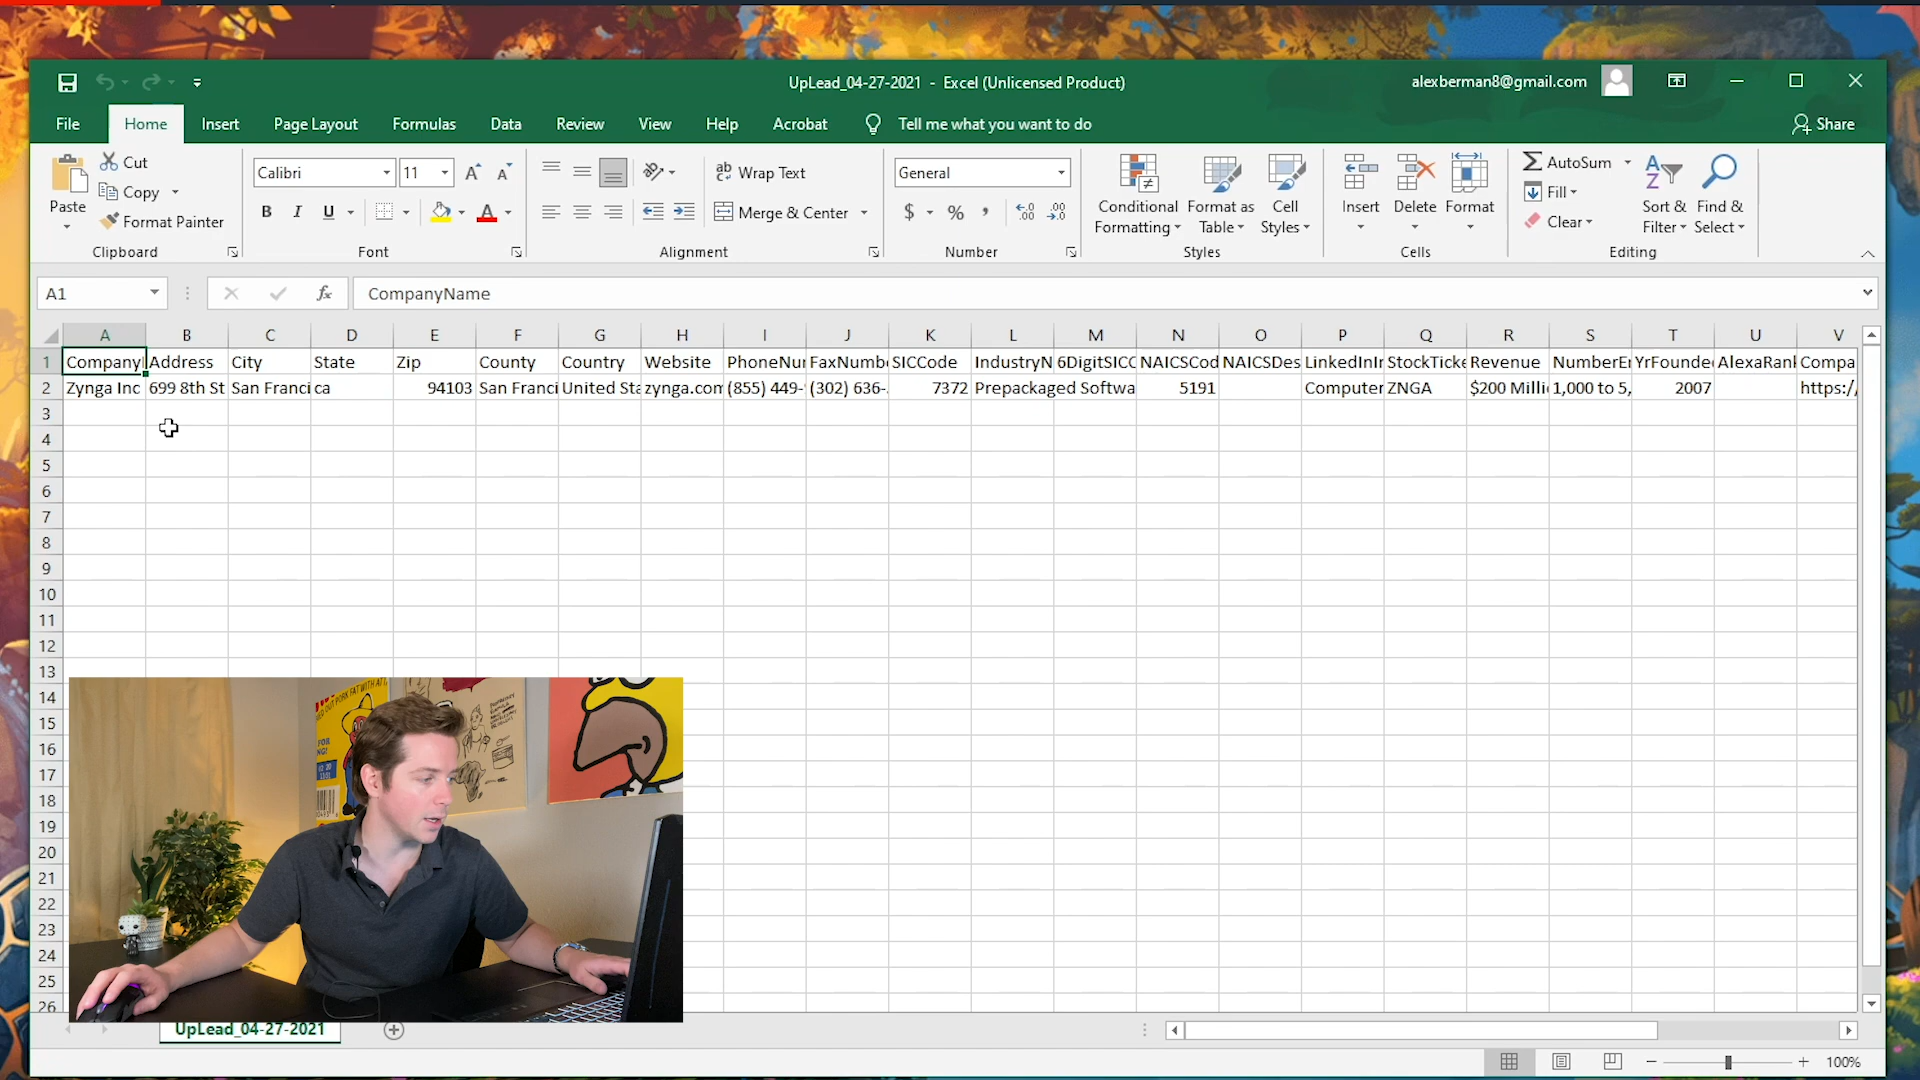 UpLead_04-27-2021 - Excel (Unlicensed Product)
alexberman8@gmail.com
File Home Insert Page Layout Formulas Data Review View Help Acrobat Tell me what you want to do Share
Paste
Cut
Copy
Format Painter
Clipboard
Calibri 11
B I U
Font
Wrap Text
Merge & Center
Alignment
General
$ % ,
Number
Conditional Formatting
Format as Table
Cell Styles
Styles
Insert Delete Format
Cells
AutoSum
Fill
Clear
Sort & Filter
Find & Select
Editing
A1 fx CompanyName
A B C D E F G H I J K L M N O P Q R S T U V
1 Company Address City State Zip County Country Website PhoneNu FaxNumb SICCode IndustryN 6DigitSICC NAICSCod NAICSDes LinkedInIn StockTicke Revenue NumberE YrFounde AlexaRank Compa
2 Zynga Inc 699 8th St San Franci ca 94103 San Franci United Sta zynga.com (855) 449- (302) 636- 7372 Prepackaged Softwa 5191 Computer ZNGA $200 Milli 1,000 to 5, 2007 https:/
3
4
5
6
7
8
9
10
11
12
13
14
15
16
17
18
19
20
21
22
23
24
25
26
UpLead_04-27-2021
100%